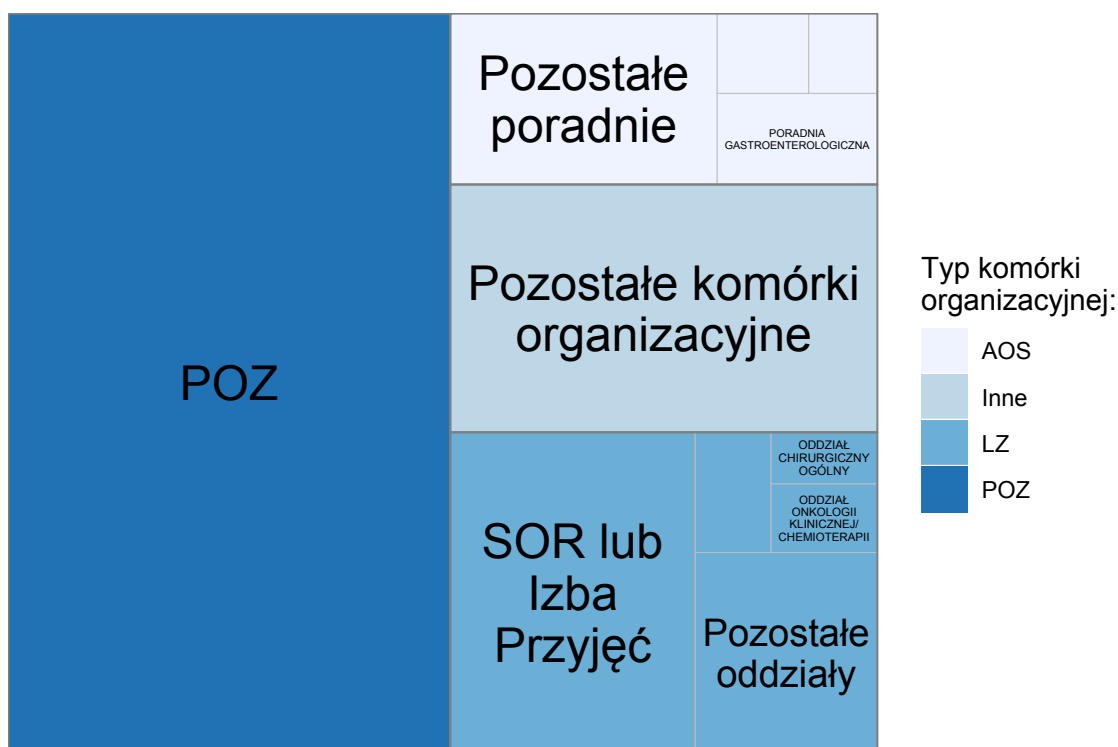 POZ
Pozostałe
poradnie
PORADNIA
GASTROENTEROLOGICZNA
Pozostałe komórki
organizacyjne
SOR lub
Izba
Przyjęć
ODDZIAŁ
CHIRURGICZNY
OGÓLNY
ODDZIAŁ
ONKOLOGII
KLINICZNEJ/
CHEMIOTERAPII
Pozostałe
oddziały
Typ komórki
organizacyjnej:
AOS
Inne
LZ
POZ